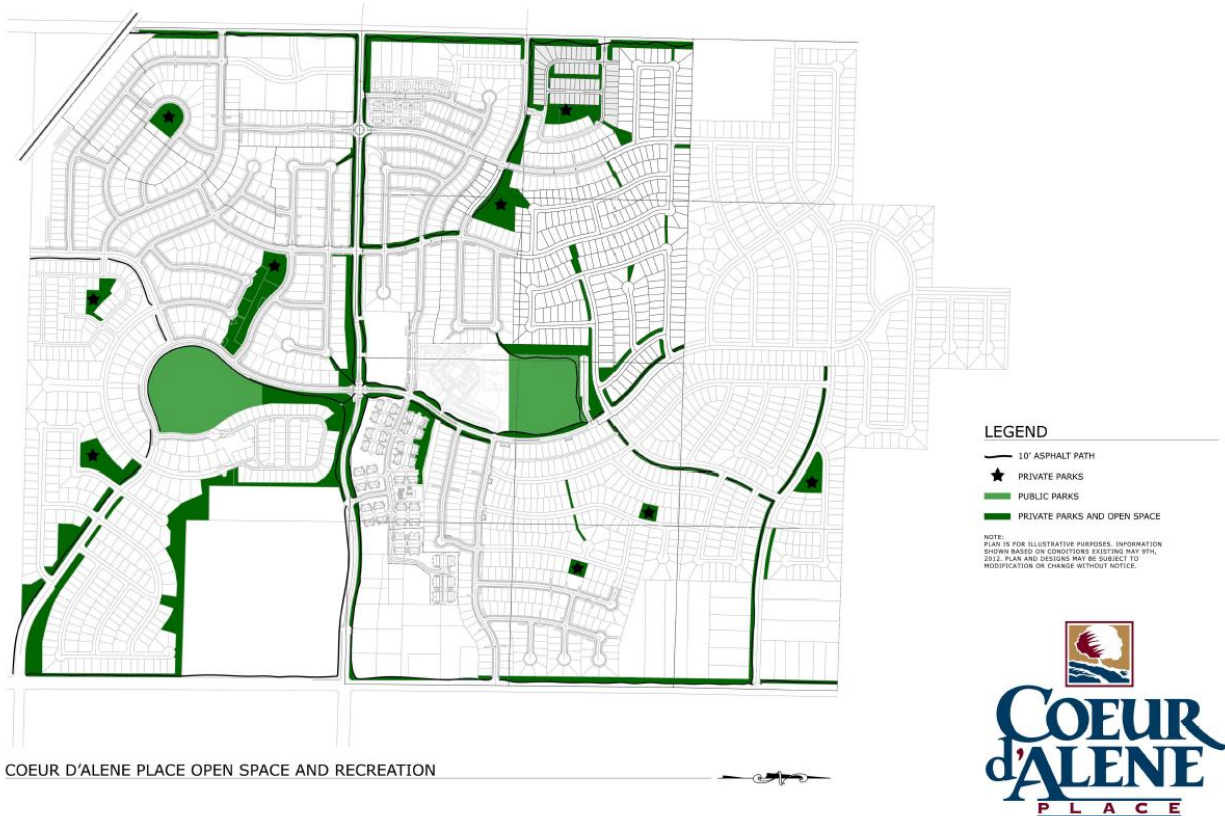 LEGEND
10' ASPHALT PATH
PRIVATE PARKS
PUBLIC PARKS
PRIVATE PARKS AND OPEN SPACE
NOTE:
PLAN IS FOR ILLUSTRATIVE PURPOSES. INFORMATION
SHOWN BASED ON CONDITIONS EXISTING MAY 9TH,
2012. PLAN AND DESIGNS MAY BE SUBJECT TO
MODIFICATION OR CHANGE WITHOUT NOTICE.
COEUR
d'ALENE
PLACE
COEUR D'ALENE PLACE OPEN SPACE AND RECREATION